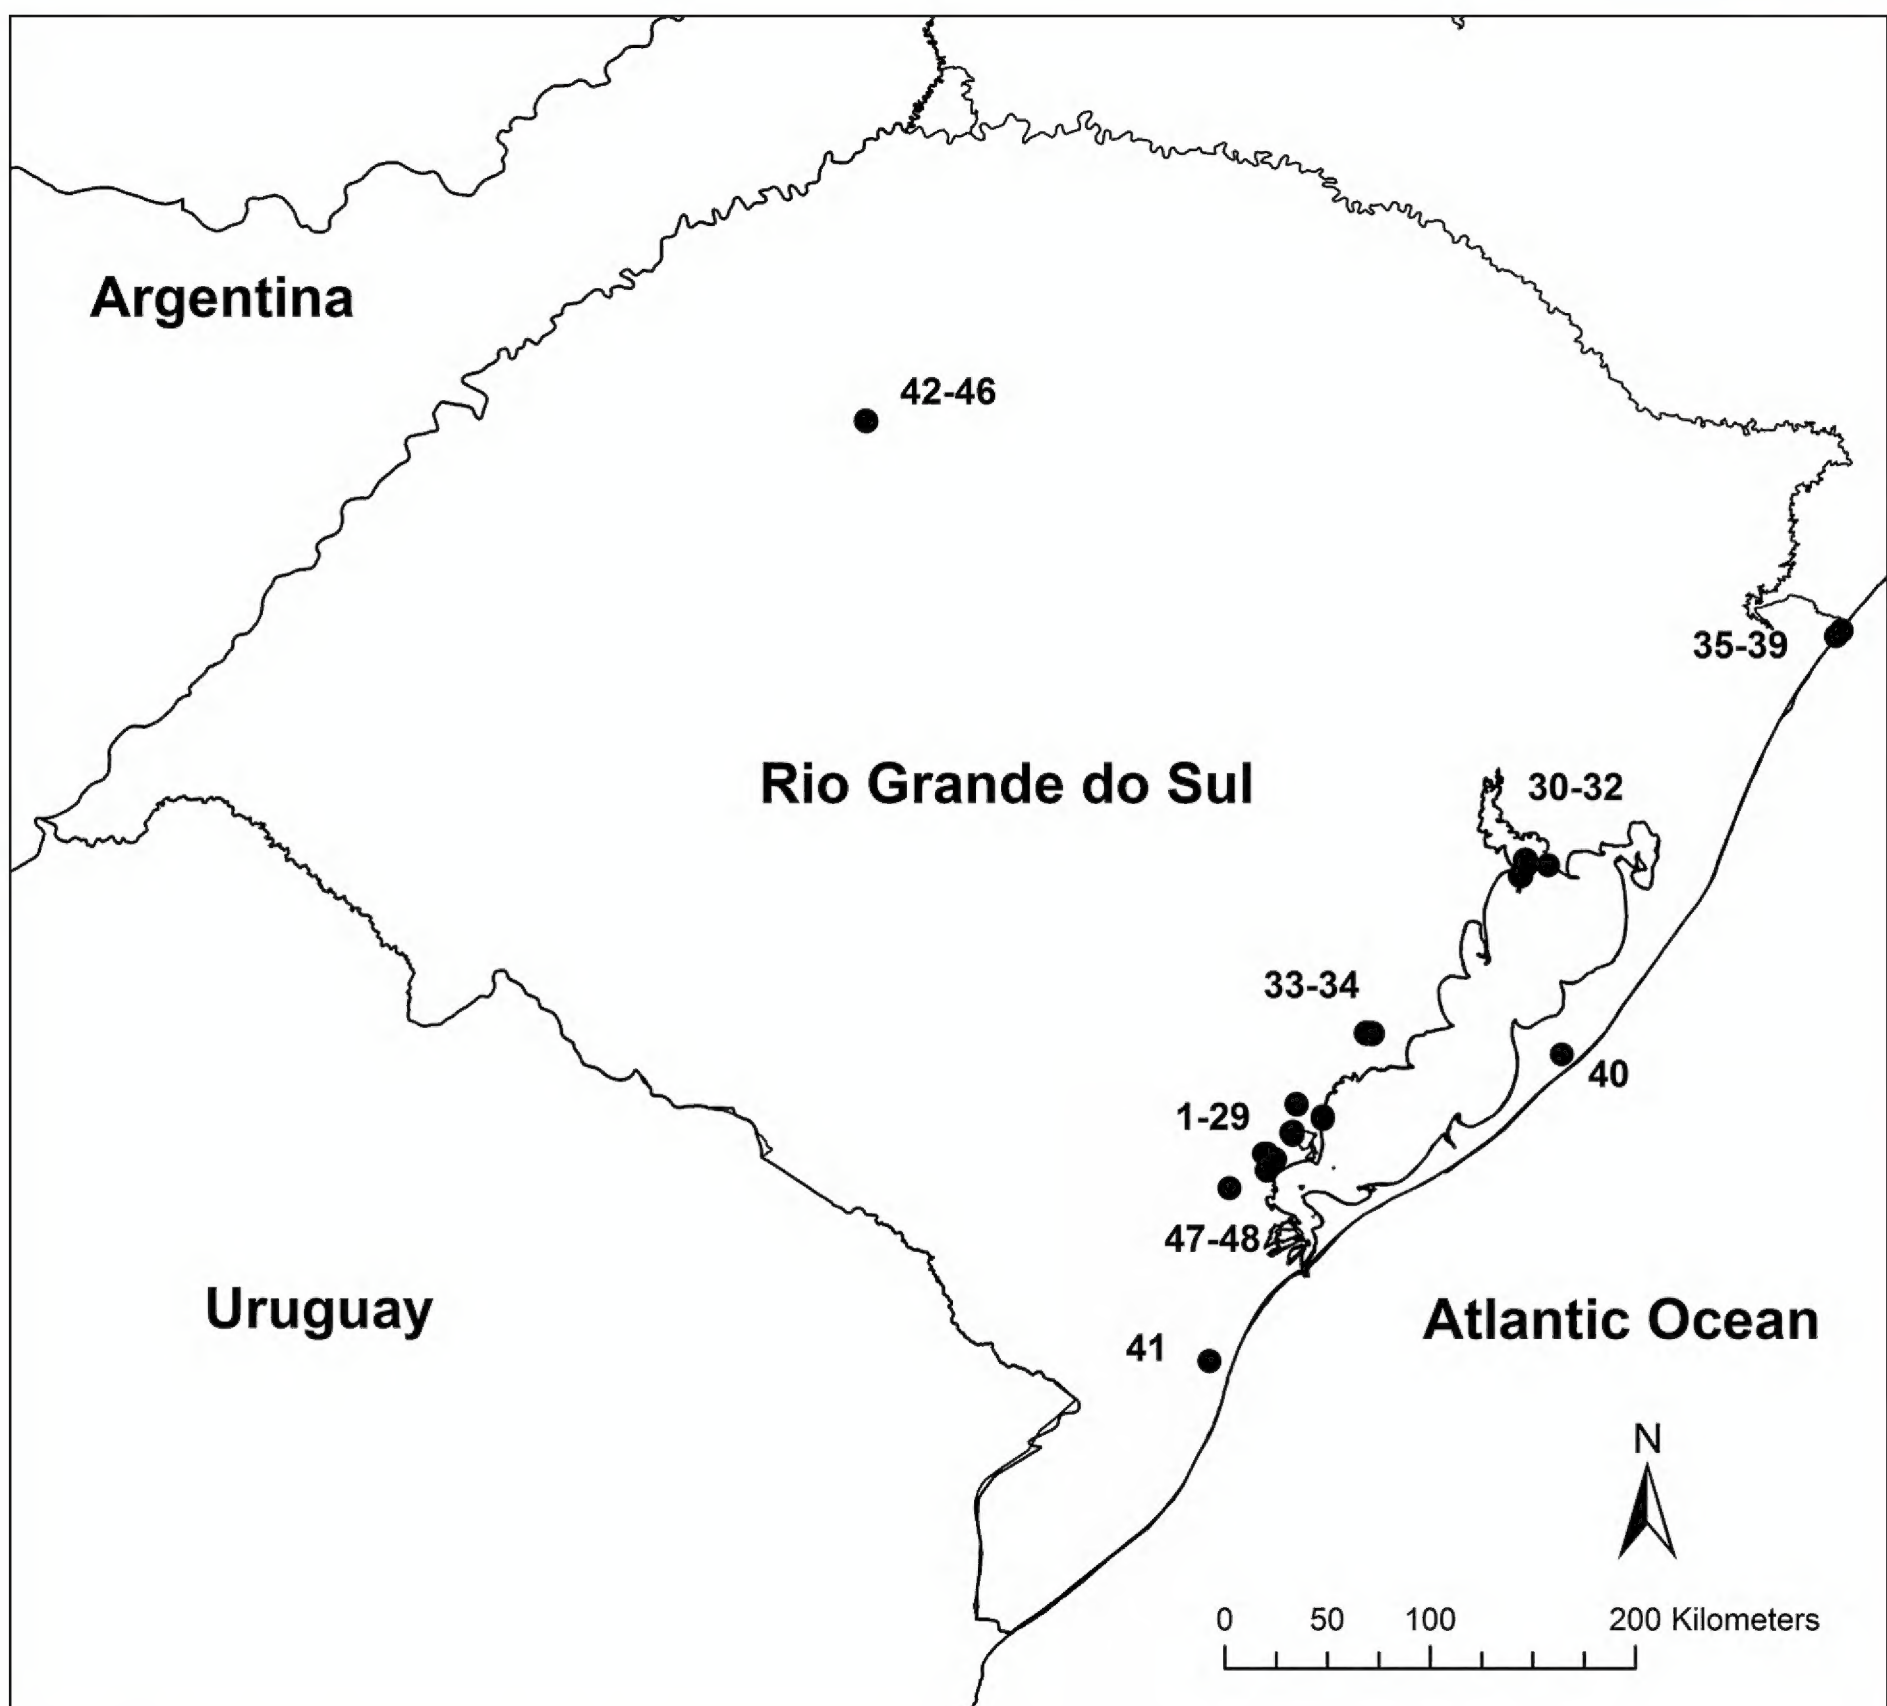 Argentina
42-46
35-39
Rio Grande do Sul
30-32
33-34
40
1-29
47-48
Uruguay
Atlantic Ocean
41
N
0 50 100 200 Kilometers